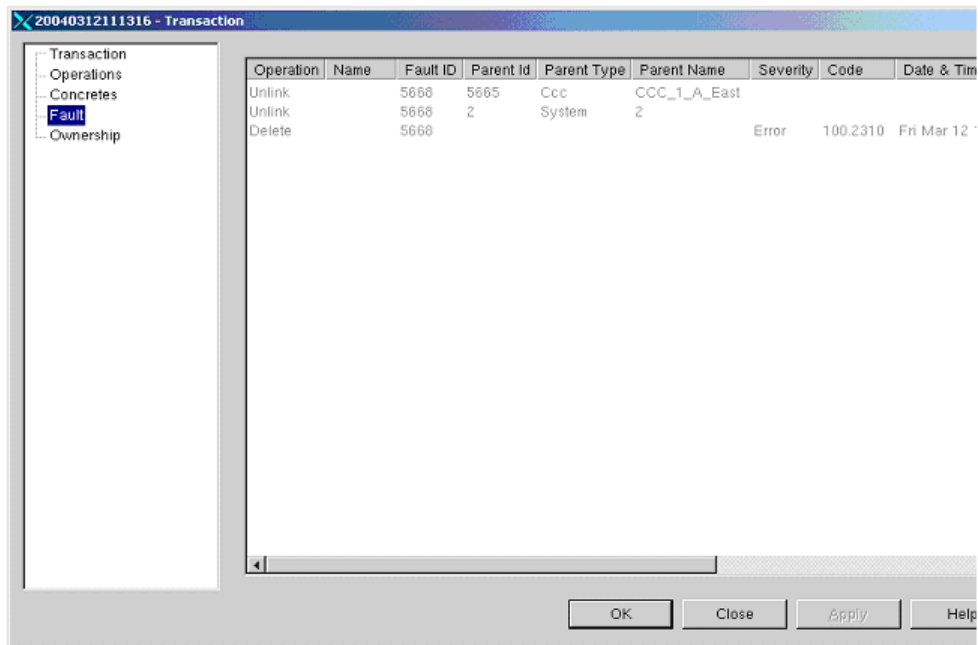 20040312111316 - Transaction
Transaction
Operations
Concretes
Fault
Ownership
Operation Name Fault ID Parent Id Parent Type Parent Name Severity Code Date & Tim
Unlink 5668 5665 Ccc CCC_1_A_East
Unlink 5668 2 System 2
Delete 5668 Error 100.2310 Fri Mar 12
OK Close Apply Help